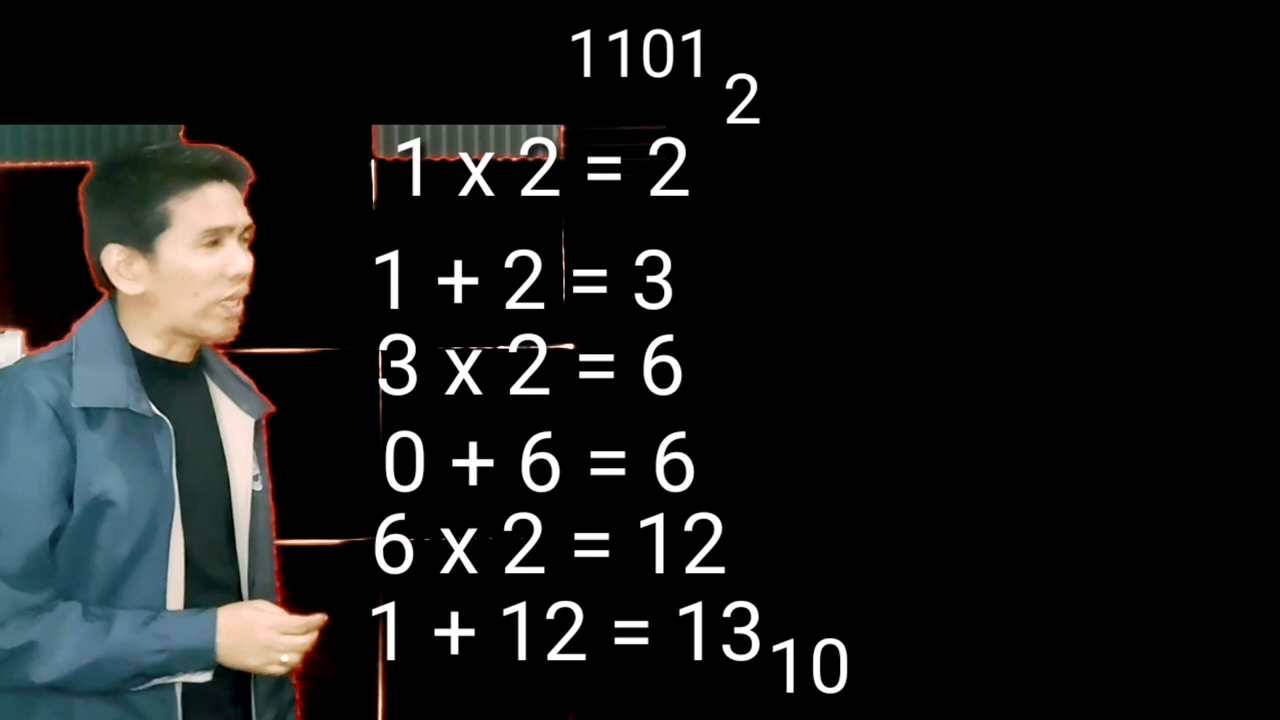 1101 2
1 x 2 = 2
1 + 2 = 3
3 x 2 = 6
0 + 6 = 6
6 x 2 = 12
1 + 12 = 13 10